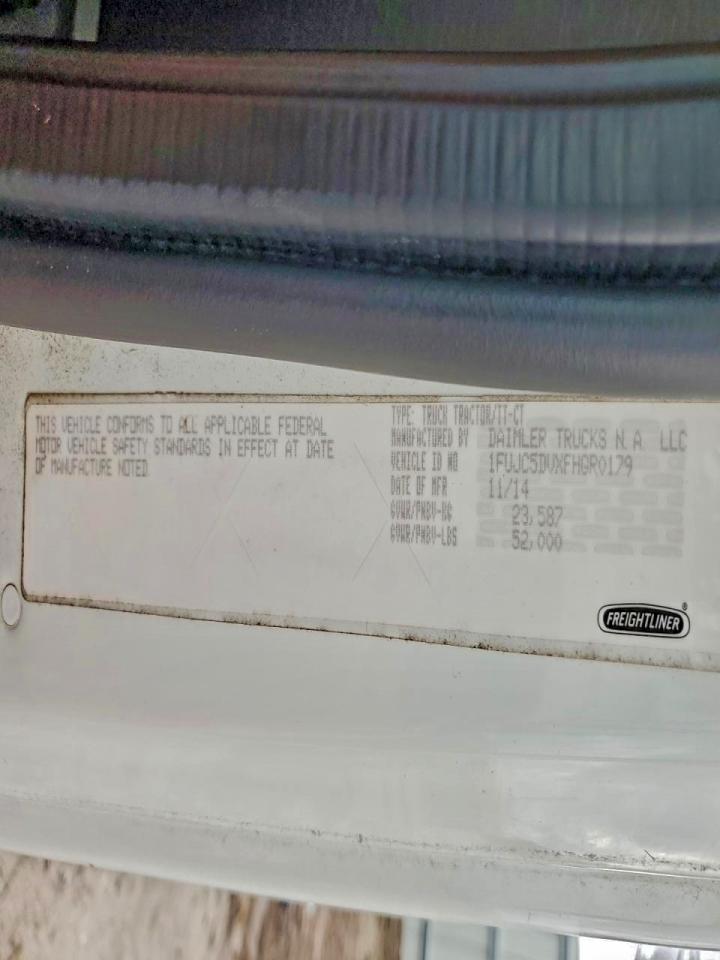 THIS VEHICLE CONFORMS TO ALL APPLICABLE FEDERAL
MOTOR VEHICLE SAFETY STANDARDS IN EFFECT AT DATE
OF MANUFACTURE NOTED
TYPE: TRUCK TRACTOR/TT-CT
MANUFACTURED BY DAIMLER TRUCKS N.A. LLC
VEHICLE ID NO 1FUJC5DVXFHGR0179
DATE OF MFR 11/14
GVWR/PNBV-KG 23,587
GVWR/PNBV-LBS 52,000
FREIGHTLINER®